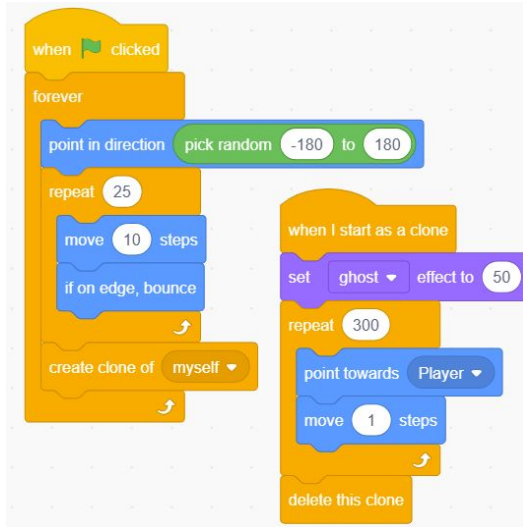 when clicked
forever
point in direction pick random -180 to 180
repeat 25
move 10 steps
if on edge, bounce
create clone of myself
when I start as a clone
set ghost effect to 50
repeat 300
point towards Player
move 1 steps
delete this clone